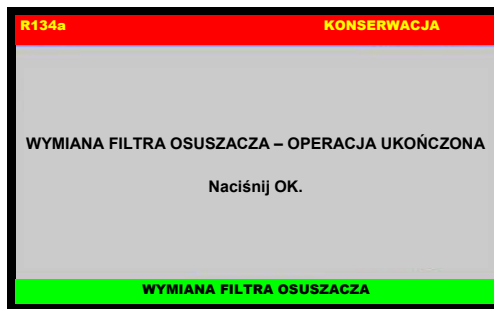 R134a KONSERWACJA
WYMIANA FILTRA OSUSZACZA – OPERACJA UKOŃCZONA
Naciśnij OK.
WYMIANA FILTRA OSUSZACZA